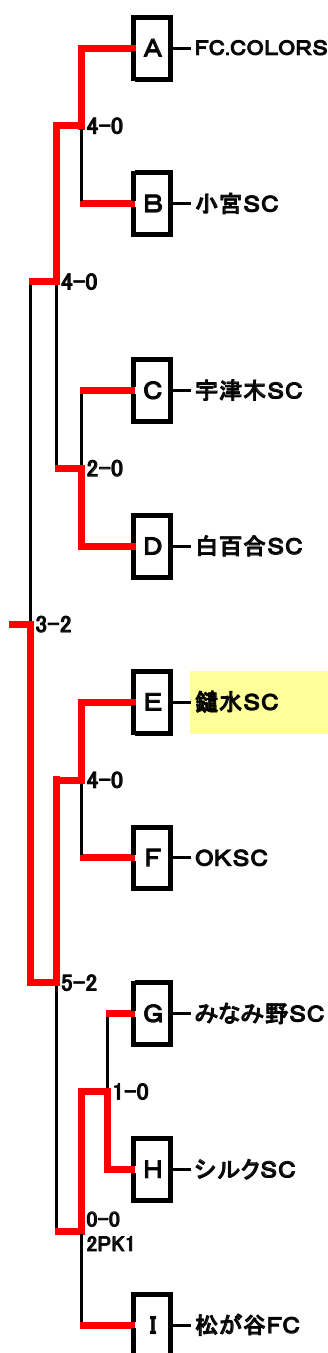 A FC.COLORS
4-0
B 小宮SC
4-0
C 宇津木SC
2-0
D 白百合SC
3-2
E 鑓水SC
4-0
F OKSC
5-2
G みなみ野SC
1-0
H シルクSC
0-0
2PK1
I 松が谷FC